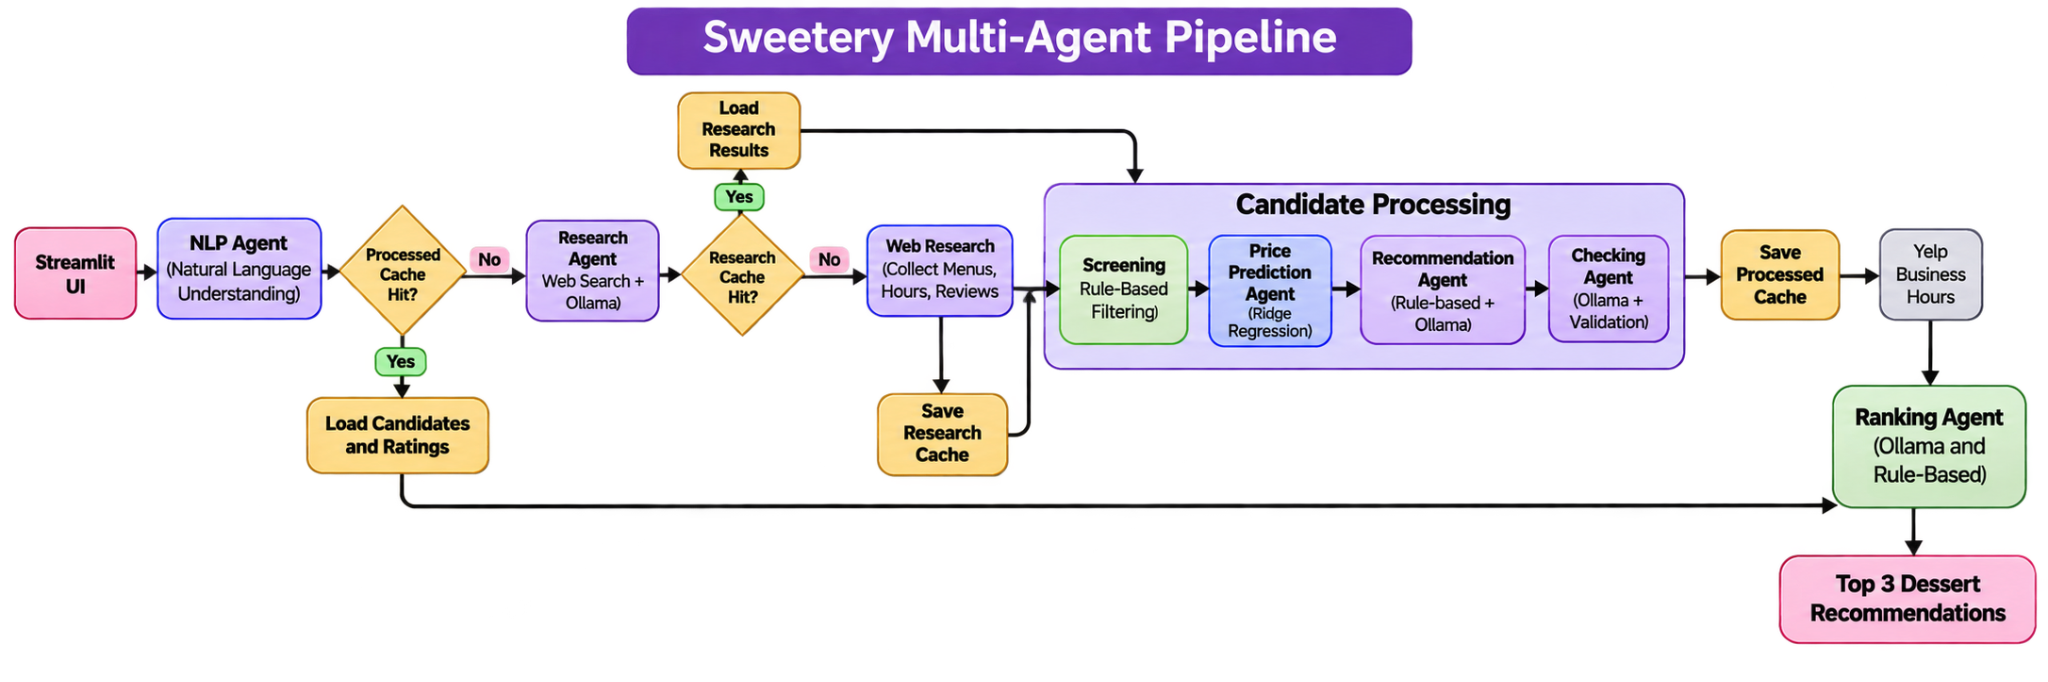 Sweetery Multi-Agent Pipeline
Load
Research
Results
Yes
Streamlit
UI
NLP Agent
(Natural Language
Understanding)
Processed
Cache
Hit?
No
Yes
Load Candidates
and Ratings
Research
Agent
Web Search +
Ollama)
Research
Cache
Hit?
No
Web Research
(Collect Menus,
Hours, Reviews
Save
Research
Cache
Candidate Processing
Screening
Rule-Based
Filtering)
Price
Prediction
Agent
(Ridge
Regression)
Recommendation
Agent
(Rule-based +
Ollama)
Checking
Agent
(Ollama +
Validation)
Save
Processed
Cache
Yelp
Business
Hours
Ranking Agent
(Ollama and
Rule-Based)
Top 3 Dessert
Recommendations